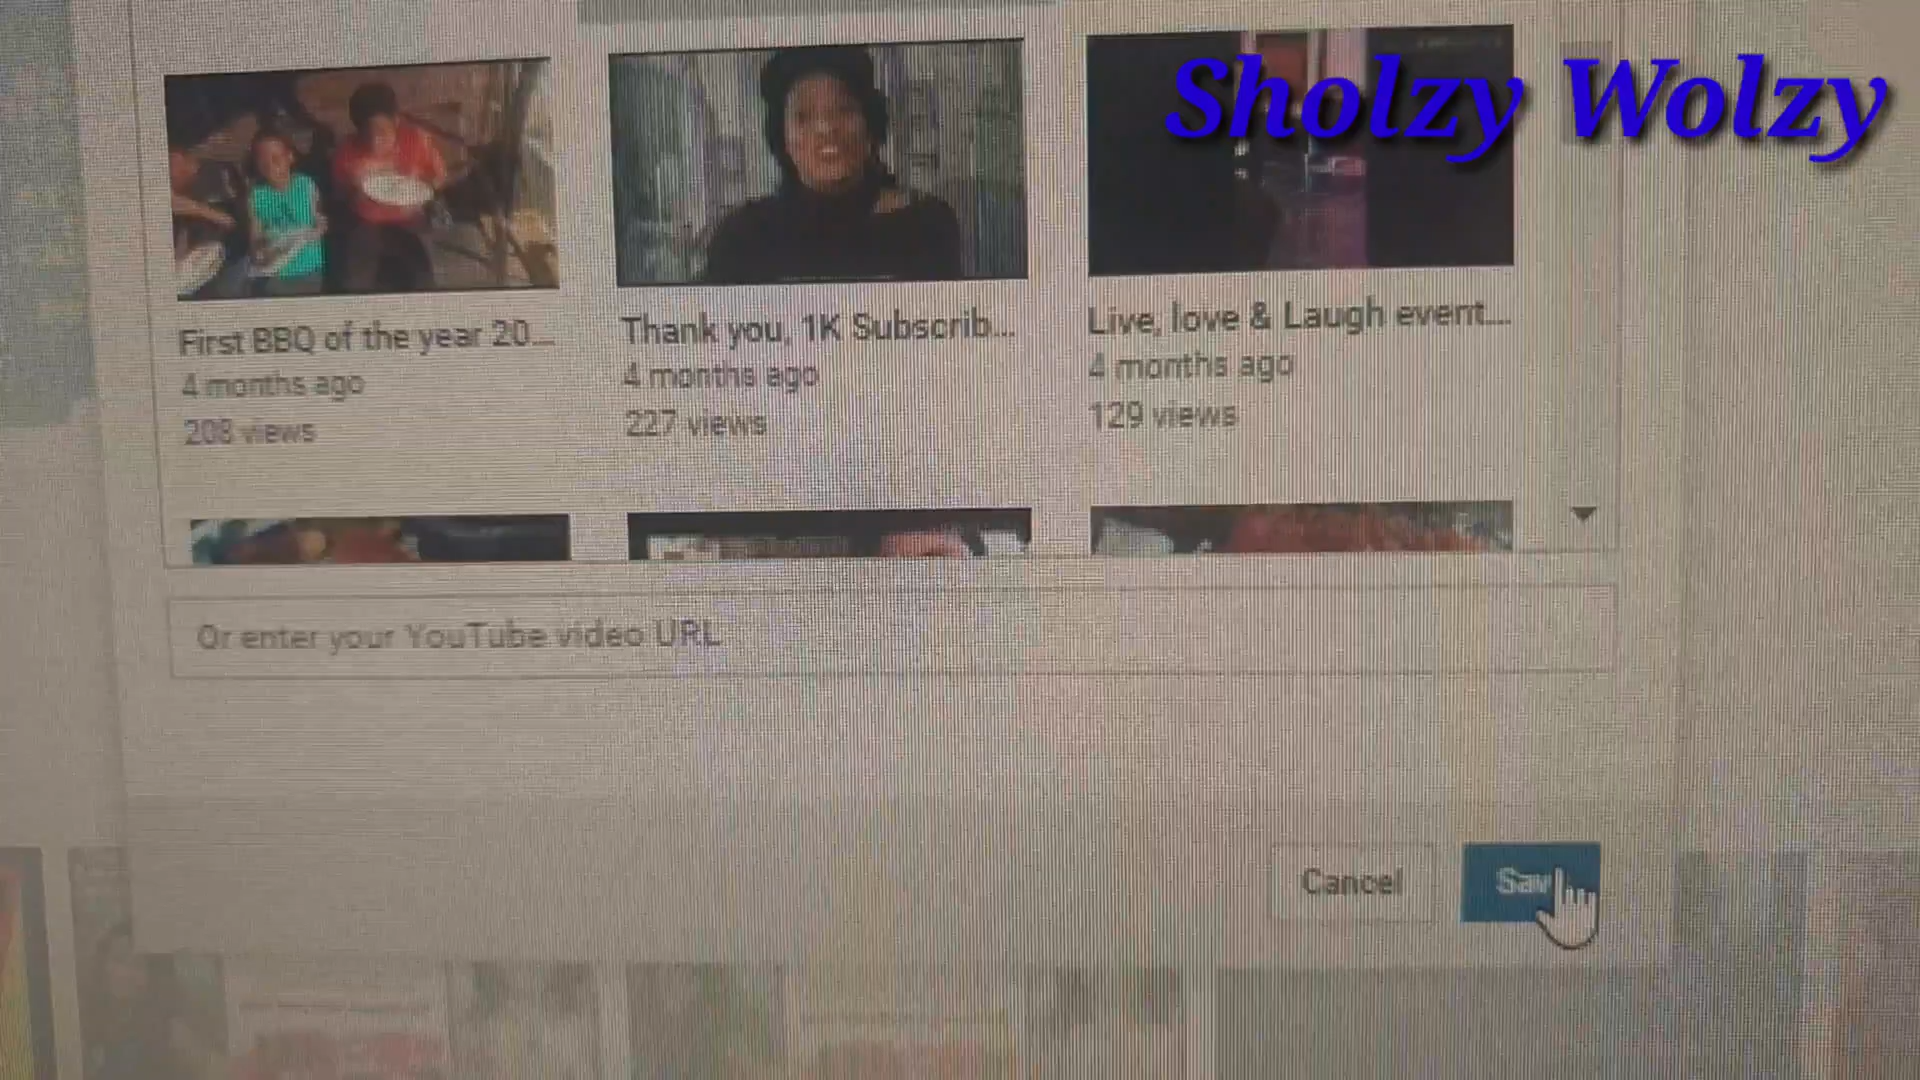 Sholzy Wolzy
First BBQ of the year 20...
4 months ago
208 views
Thank you, 1K Subscrib...
4 months ago
227 views
Live, love & Laugh event...
4 months ago
129 views
Or enter your YouTube video URL
Cancel
Sav